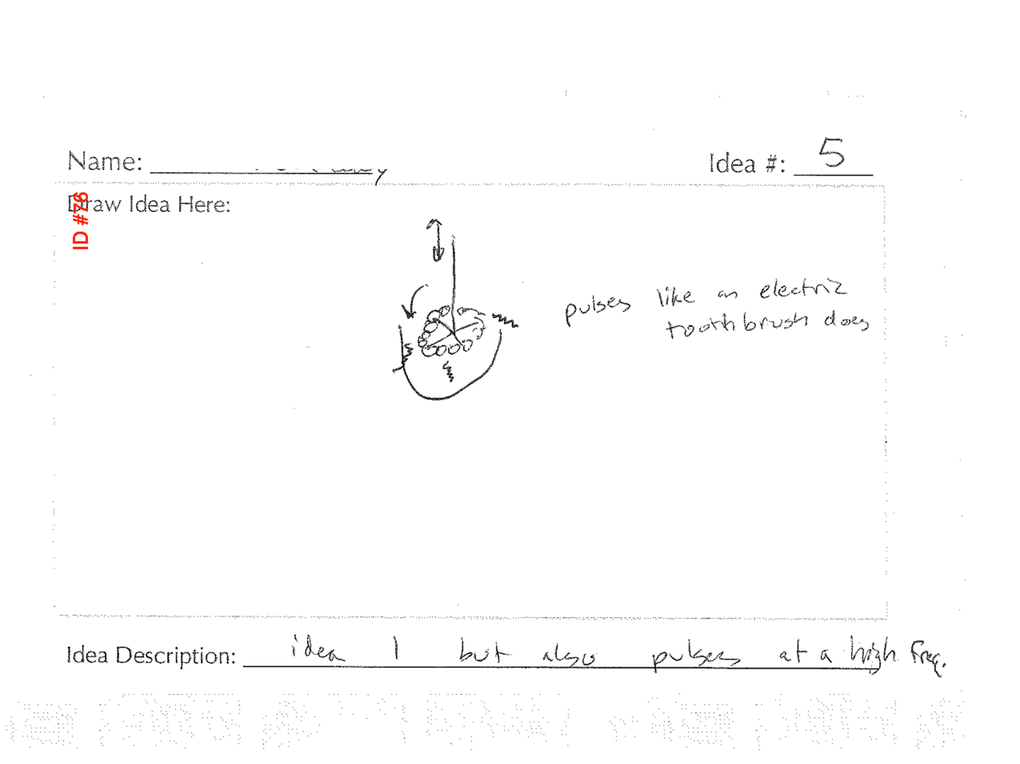 Name:
Idea #: 5
ID #76
Draw Idea Here:
pulses like an electric
toothbrush does
Idea Description: idea 1 but also pulses at a high freq.